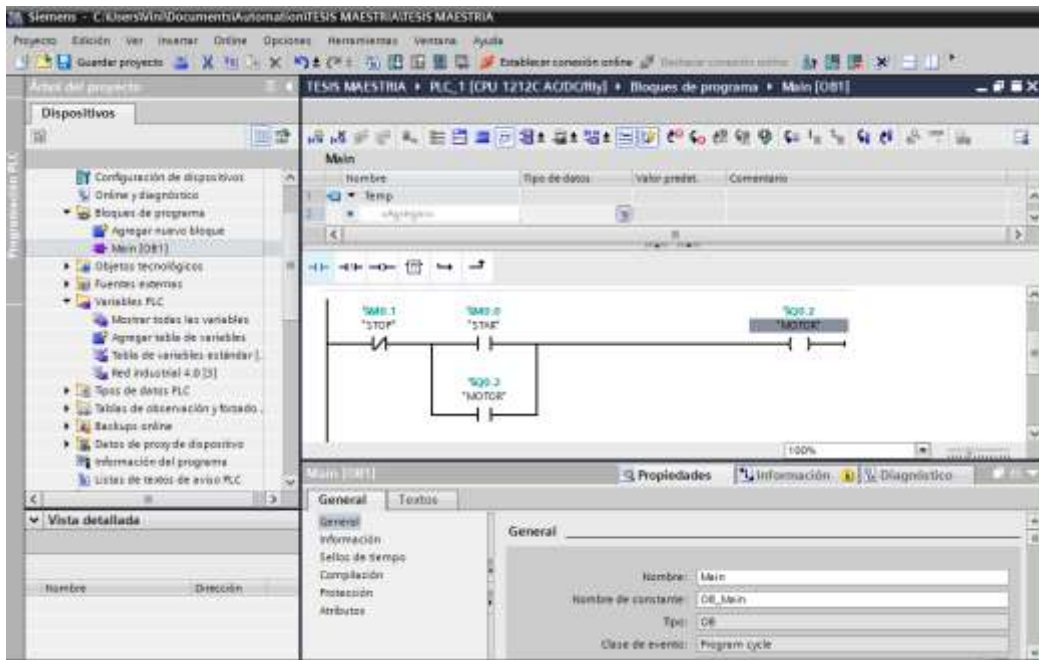 Siemens - C:\Users\Vini\Documents\Automation\TESIS MAESTRIA\TESIS MAESTRIA
Proyecto Edición Ver Insertar Online Opciones Herramientas Ventana Ayuda
Guardar proyecto Establecer conexión online
Árbol del proyecto
TESIS MAESTRIA PLC_1 [CPU 1212C AC/DC/Rly] Bloques de programa Main [OB1]
Dispositivos
Programación PLC
Configuración de dispositivos
Online y diagnóstico
Bloques de programa
Agregar nuevo bloque
Main [OB1]
Objetos tecnológicos
Fuentes externas
Variables PLC
Mostrar todas las variables
Agregar tabla de variables
Tabla de variables estándar [
Red industrial 4.0 [3]
Tipos de datos PLC
Tablas de observación y forzado
Backups online
Datos de proxy de dispositivo
Información del programa
Listas de textos de aviso PLC
Main
Nombre Tipo de datos Valor predet. Comentario
1 Temp
2 <Agregar>
%M0.1
"STOP"
%M0.0
"STAR"
"MOTOR"
"MOTOR"
100%
Main [OB1]
Propiedades Información Diagnóstico
General Textos
General
Información
Sellos de tiempo
Compilación
Protección
Atributos
General
Nombre: Main
Nombre de constante: OB_Main
Tipo: OB
Clase de evento: Program cycle
Vista detallada
Nombre Dirección